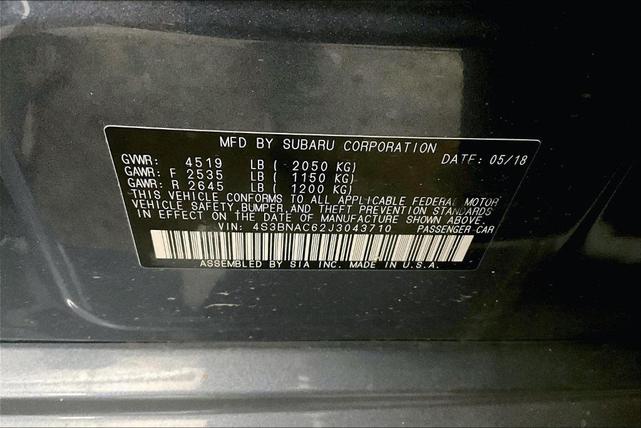 MFD BY SUBARU CORPORATION
GVWR: 4519 LB ( 2050 KG) DATE: 05/18
GAWR: F 2535 LB ( 1150 KG)
GAWR: R 2645 LB ( 1200 KG)
THIS VEHICLE CONFORMS TO ALL APPLICABLE FEDERAL MOTOR
VEHICLE SAFETY, BUMPER, AND THEFT PREVENTION STANDARDS
IN EFFECT ON THE DATE OF MANUFACTURE SHOWN ABOVE.
VIN: 4S3BNAC62J3043710 PASSENGER-CAR
ASSEMBLED BY SIA INC. MADE IN U.S.A.